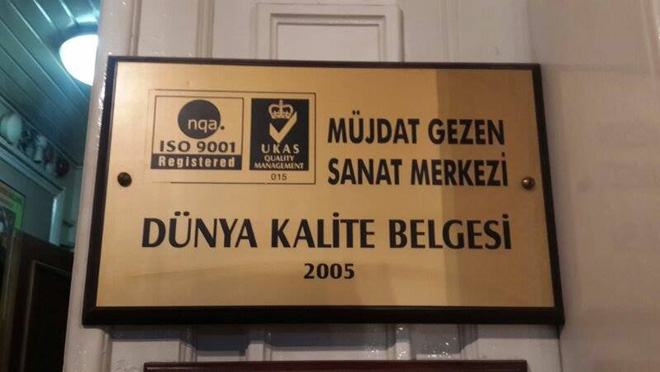 nqa.
ISO 9001
Registered
UKAS
QUALITY
MANAGEMENT
015
MÜJDAT GEZEN
SANAT MERKEZİ
DÜNYA KALİTE BELGESİ
2005